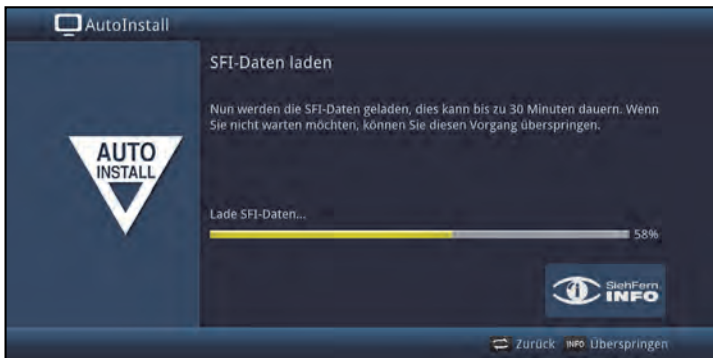 AutoInstall
SFI-Daten laden
Nun werden die SFI-Daten geladen, dies kann bis zu 30 Minuten dauern. Wenn
Sie nicht warten möchten, können Sie diesen Vorgang überspringen.
AUTO
INSTALL
Lade SFI-Daten...
58%
SiehFern
INFO
Zurück INFO Überspringen